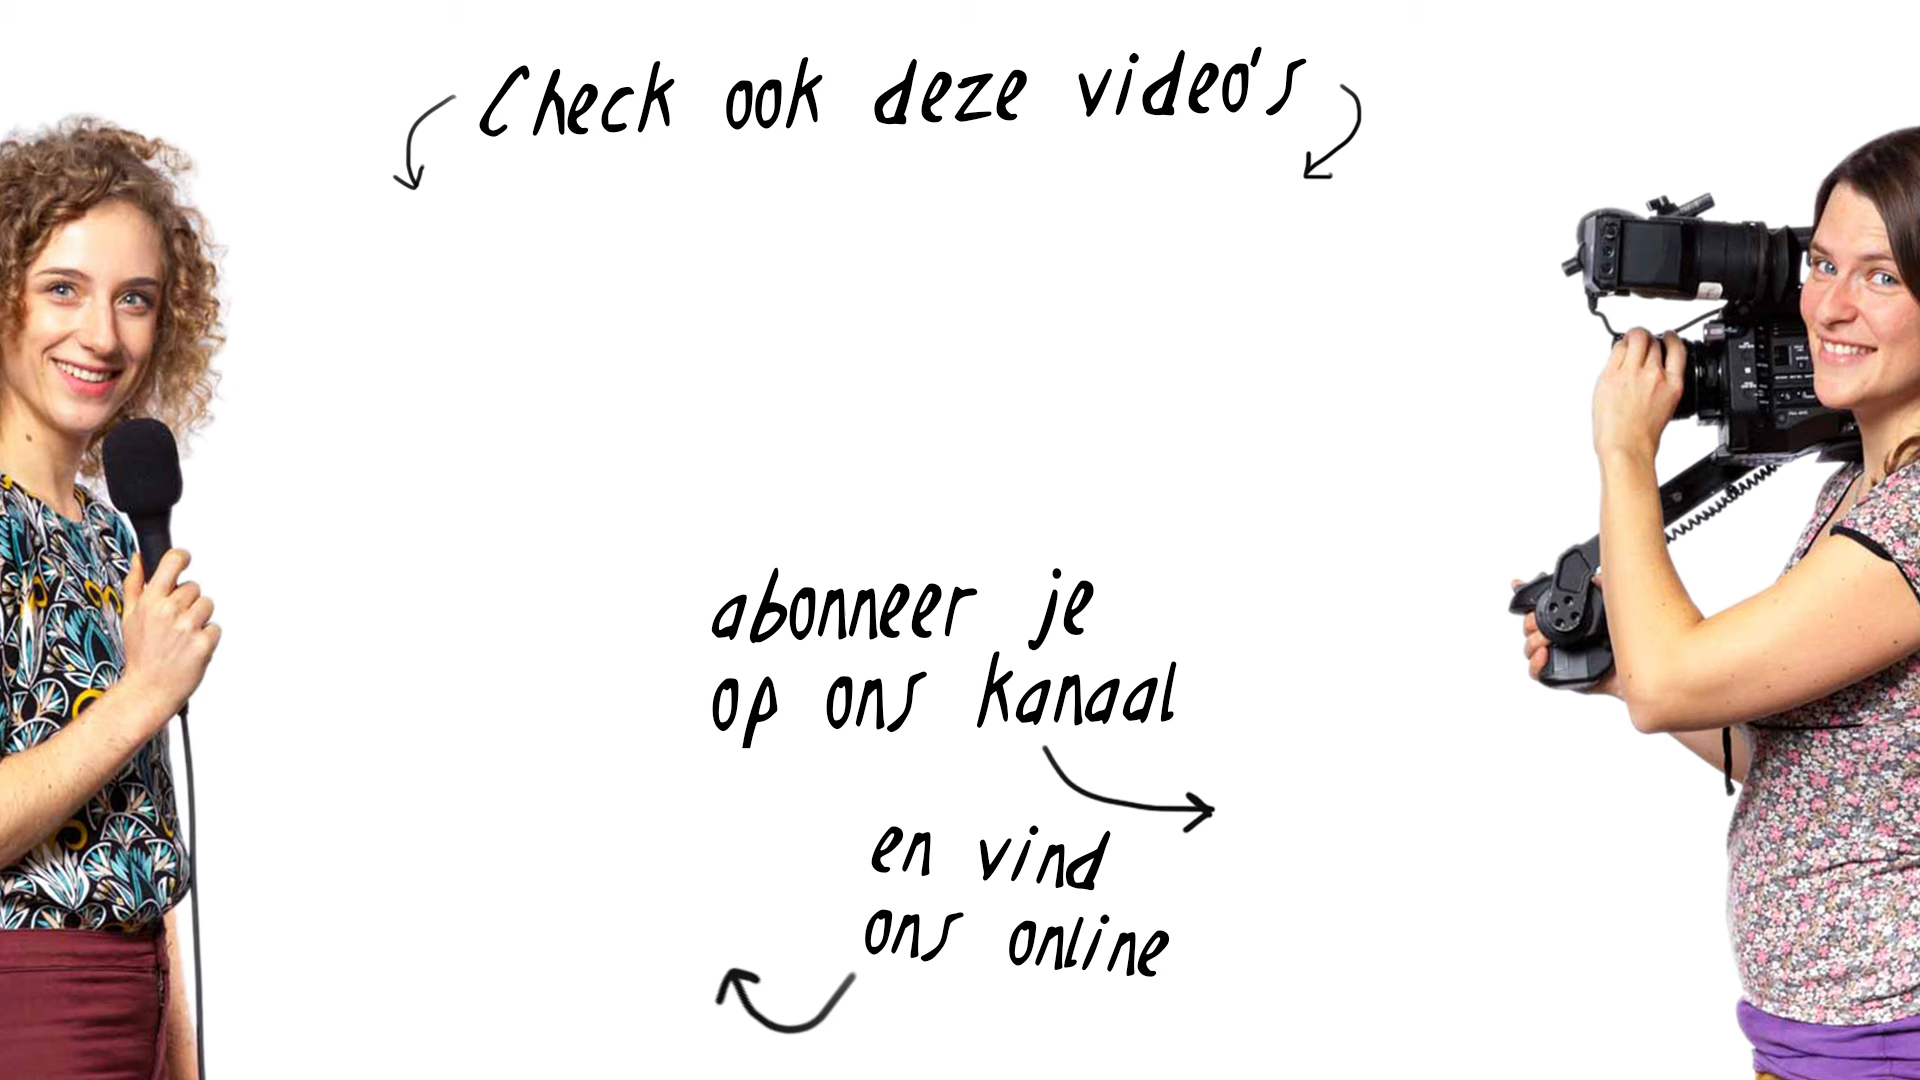 Check ook deze video's
abonneer je
op ons kanaal
en vind
ons online